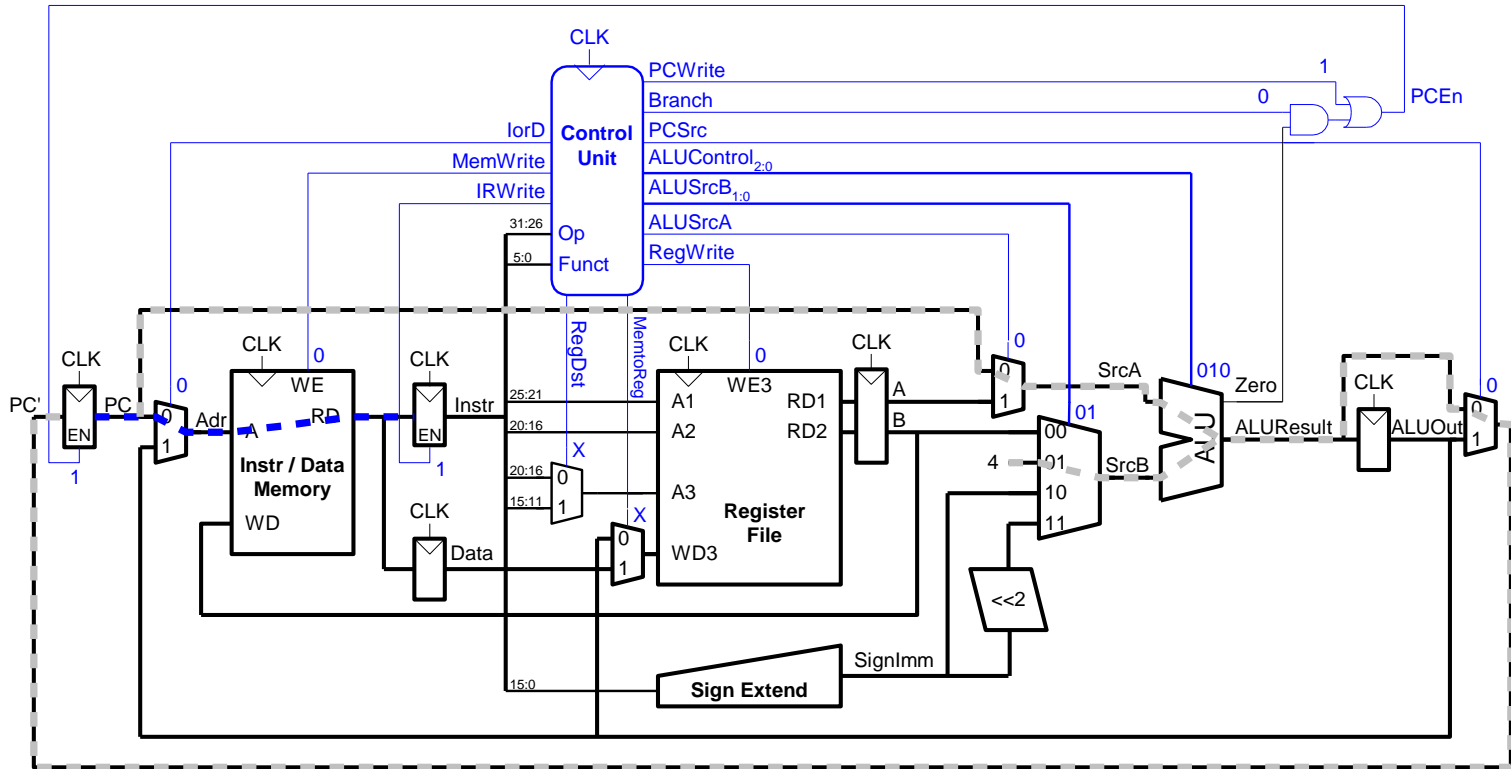 CLK
PCWrite
1
Branch
0
PCEn
IorD
Control
Unit
PCSrc
MemWrite
ALUControl2:0
IRWrite
ALUSrcB1:0
31:26
Op
ALUSrcA
5:0
Funct
RegWrite
RegDst
MemtoReg
CLK
CLK
CLK
CLK
CLK
0
0
0
0
010
0
PC'
PC
EN
1
0
1
Adr
WE
A
RD
Instr / Data
Memory
WD
EN
1
Instr
25:21
20:16
20:16
15:11
X
0
1
X
0
1
CLK
Data
A1
A2
A3
WD3
WE3
RD1
RD2
Register
File
A
B
0
1
SrcA
01
00
01
10
11
4
SrcB
ALU
Zero
ALUResult
CLK
ALUOut
0
1
<<2
SignImm
15:0
Sign Extend